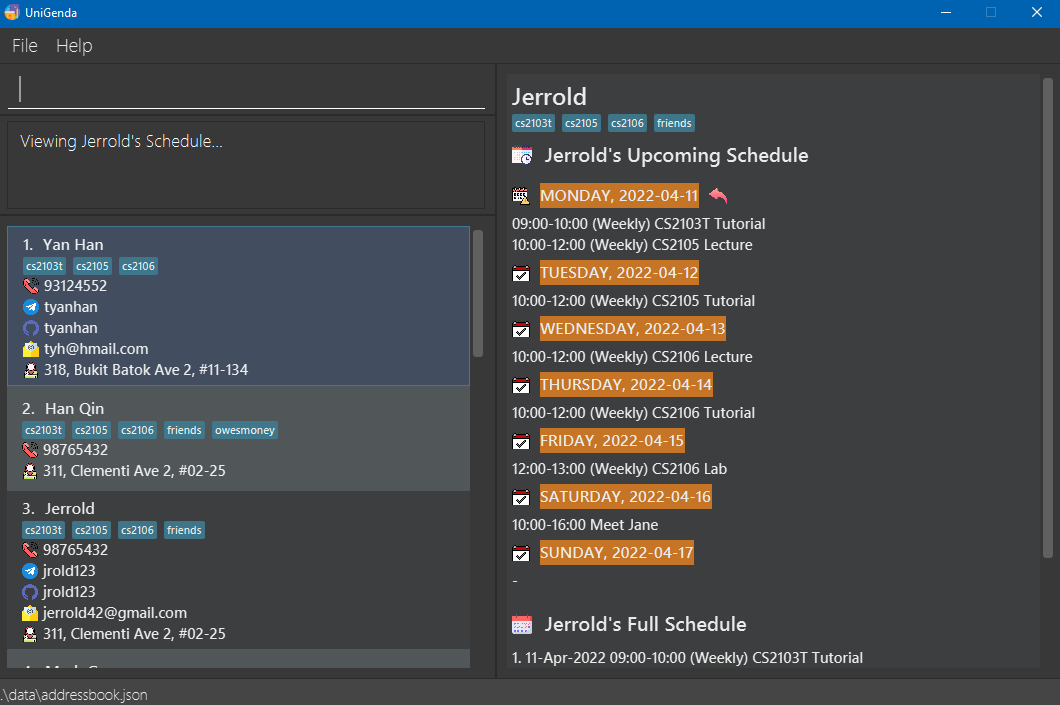 UniGenda
File Help
Viewing Jerrold's Schedule...
1. Yan Han
cs2103t cs2105 cs2106
93124552
tyanhan
tyanhan
tyh@hmail.com
318, Bukit Batok Ave 2, #11-134
2. Han Qin
cs2103t cs2105 cs2106 friends owesmoney
98765432
311, Clementi Ave 2, #02-25
3. Jerrold
cs2103t cs2105 cs2106 friends
98765432
jrold123
jrold123
jerrold42@gmail.com
311, Clementi Ave 2, #02-25
Jerrold
cs2103t cs2105 cs2106 friends
Jerrold's Upcoming Schedule
MONDAY, 2022-04-11
09:00-10:00 (Weekly) CS2103T Tutorial
10:00-12:00 (Weekly) CS2105 Lecture
TUESDAY, 2022-04-12
10:00-12:00 (Weekly) CS2105 Tutorial
WEDNESDAY, 2022-04-13
10:00-12:00 (Weekly) CS2106 Lecture
THURSDAY, 2022-04-14
10:00-12:00 (Weekly) CS2106 Tutorial
FRIDAY, 2022-04-15
12:00-13:00 (Weekly) CS2106 Lab
SATURDAY, 2022-04-16
10:00-16:00 Meet Jane
SUNDAY, 2022-04-17
-
Jerrold's Full Schedule
1. 11-Apr-2022 09:00-10:00 (Weekly) CS2103T Tutorial
.\data\addressbook.json